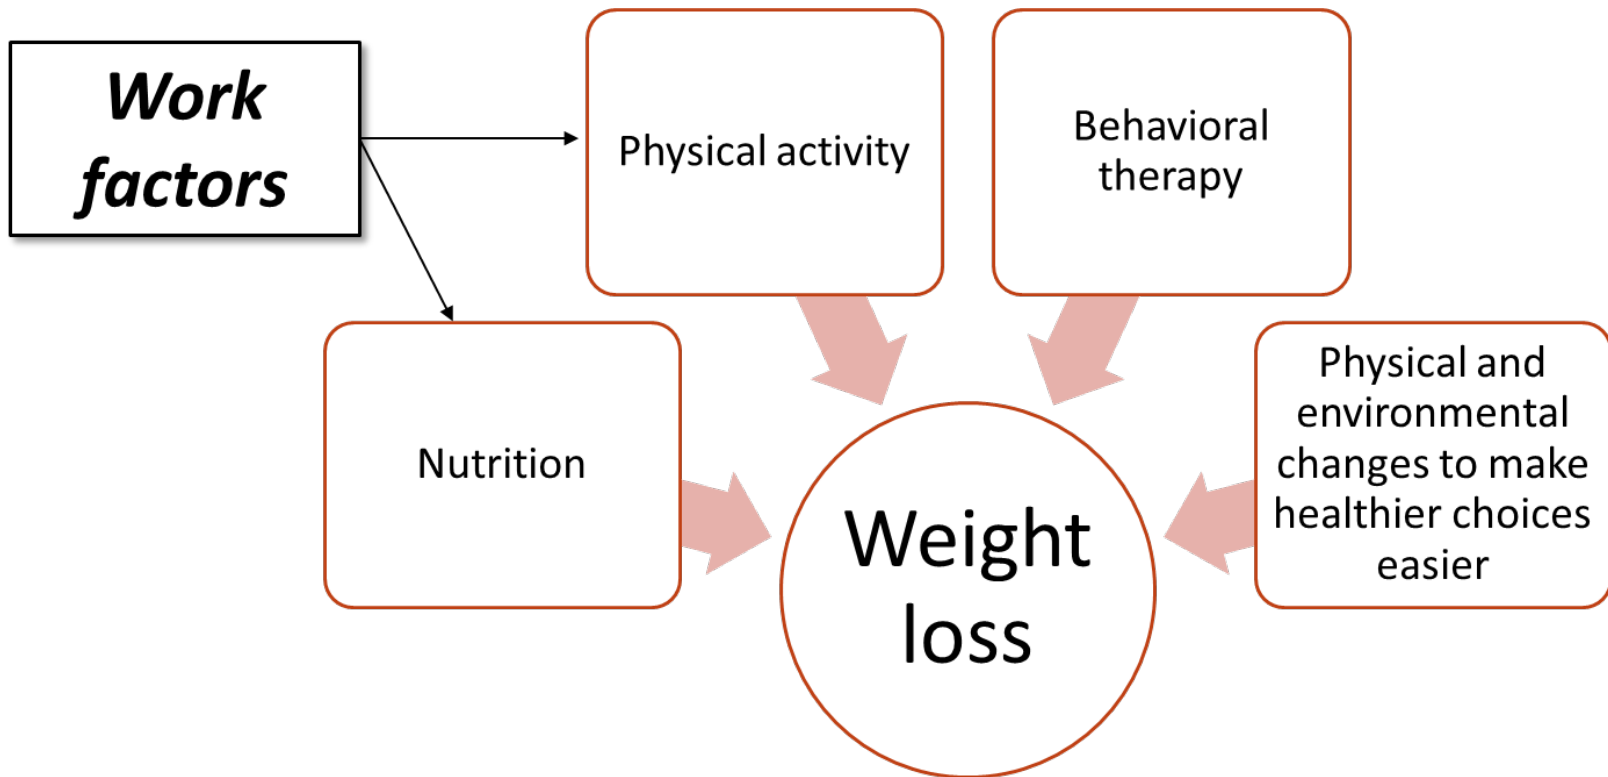 Work
factors
Physical activity
Behavioral
therapy
Nutrition
Physical and
environmental
changes to make
healthier choices
easier
Weight
loss